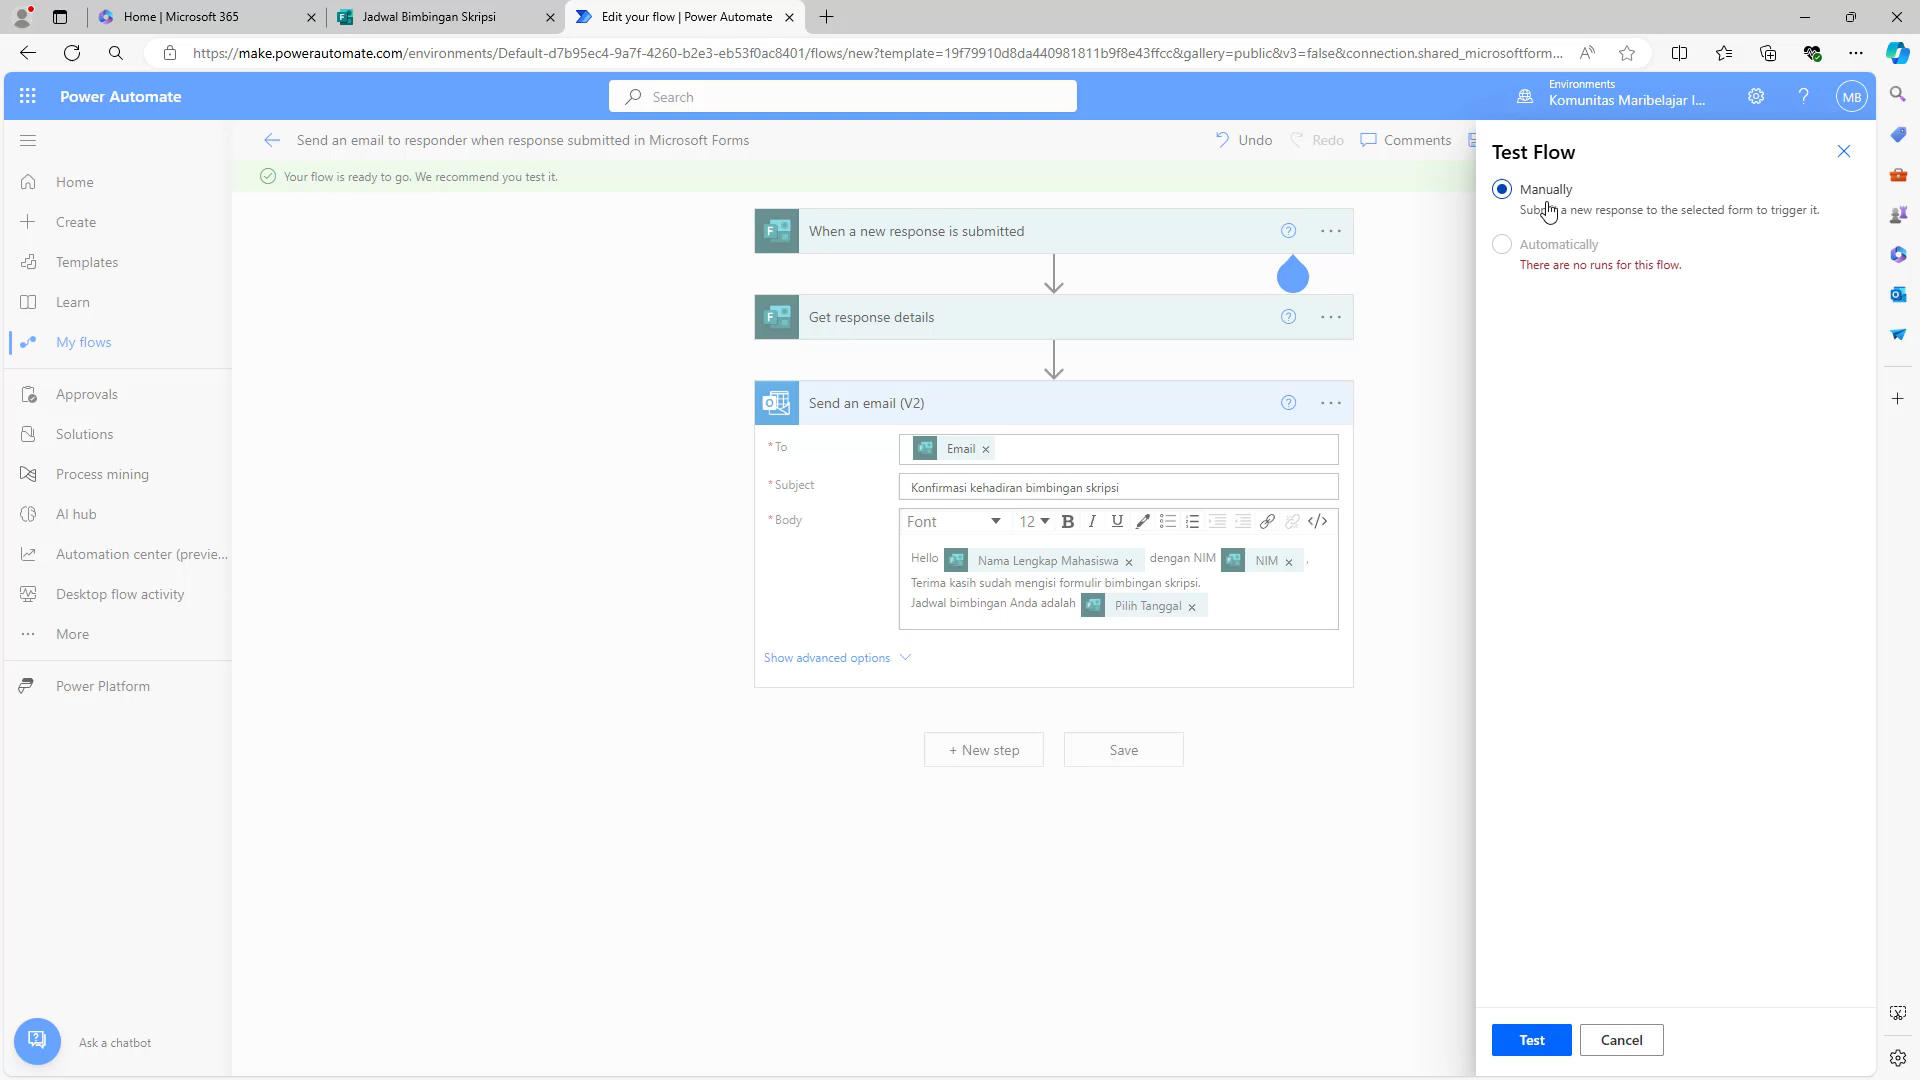 Home | Microsoft 365
Jadwal Bimbingan Skripsi
Edit your flow | Power Automate
https://make.powerautomate.com/environments/Default-d7b95ec4-9a7f-4260-b2e3-eb53f0ac8401/flows/new?template=19f79910d8da440981811b9f8e43ffcc&gallery=public&v3=false&connection.shared_microsoftform...
Power Automate
Search
Environments
Komunitas Maribelajar I...
MB
Send an email to responder when response submitted in Microsoft Forms
Undo
Redo
Comments
Your flow is ready to go. We recommend you test it.
Home
Create
Templates
Learn
My flows
Approvals
Solutions
Process mining
AI hub
Automation center (previe...
Desktop flow activity
More
Power Platform
Ask a chatbot
When a new response is submitted
Get response details
Send an email (V2)
* To
Email
* Subject
Konfirmasi kehadiran bimbingan skripsi
* Body
Font
12
Hello Nama Lengkap Mahasiswa dengan NIM NIM ,
Terima kasih sudah mengisi formulir bimbingan skripsi.
Jadwal bimbingan Anda adalah Pilih Tanggal
Show advanced options
+ New step
Save
Test Flow
Manually
a new response to the selected form to trigger it.
Automatically
There are no runs for this flow.
Test
Cancel